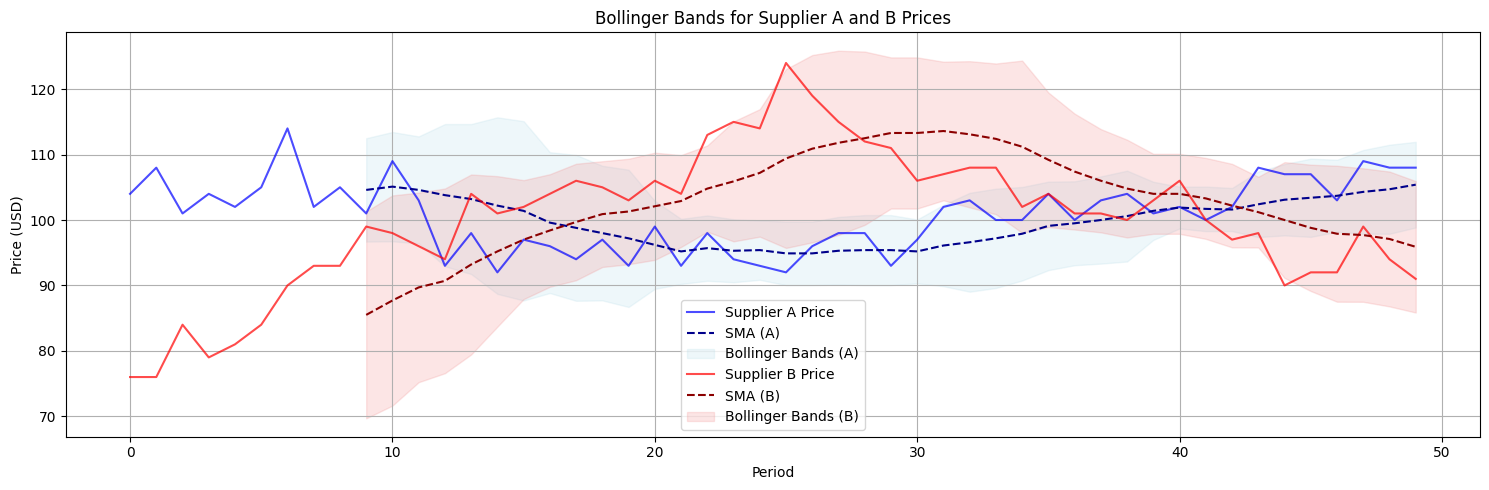 Bollinger Bands for Supplier A and B Prices
Price (USD)
120
110
100
90
80
70
Supplier A Price
SMA (A)
Bollinger Bands (A)
Supplier B Price
SMA (B)
Bollinger Bands (B)
0 10 20 30 40 50
Period